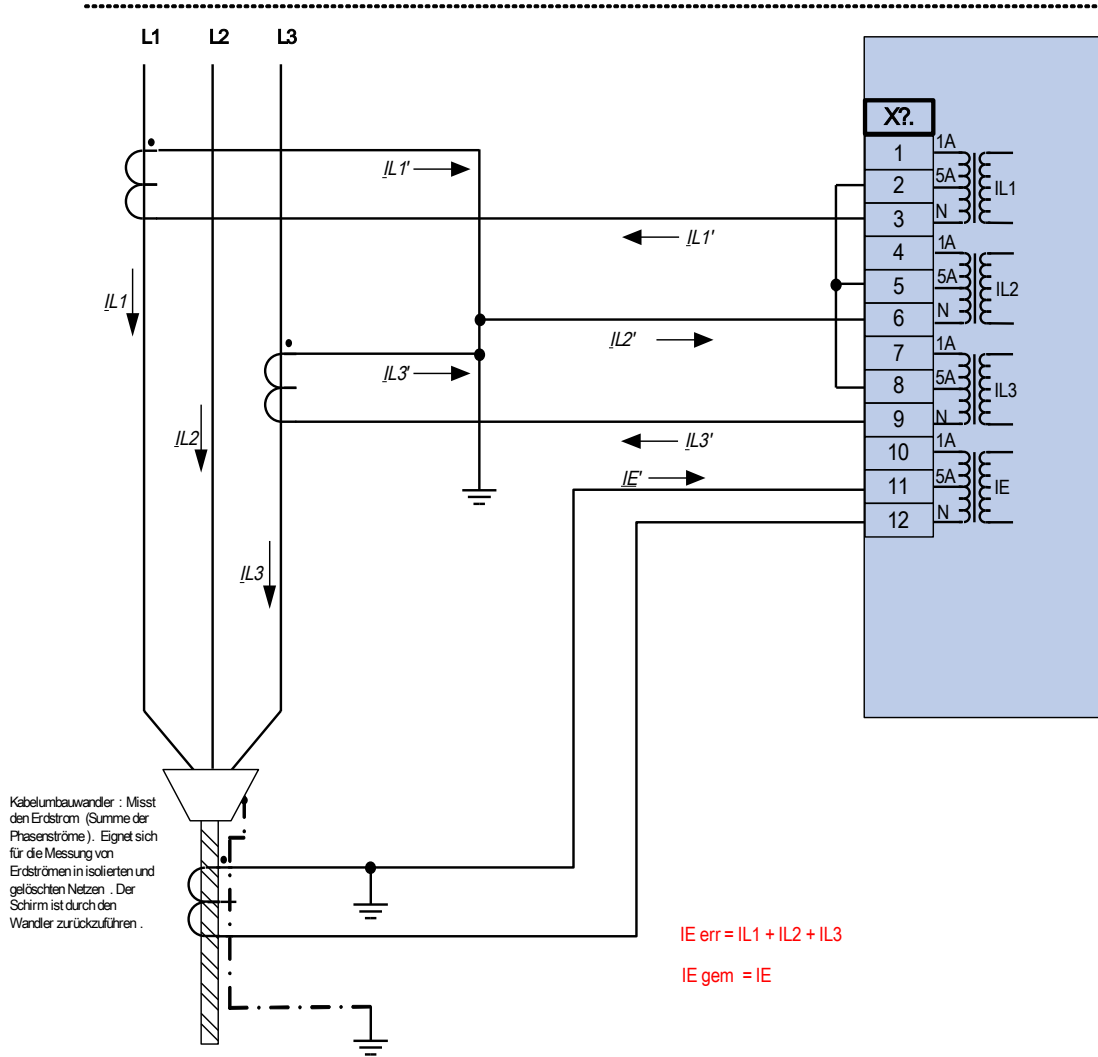 L1 L2 L3
X?.
1 1A
2 5A IL1
3 N
4 1A
5 5A IL2
6 N
7 1A
8 5A IL3
9 N
10 1A
11 5A IE
12 N
IL1'
IL1'
IL1
IL2'
IL3'
IL2
IL3'
IE'
IL3
Kabelumbauwandler : Misst
den Erdstrom (Summe der
Phasenströme ). Eignet sich
für die Messung von
Erdströmen in isolierten und
gelöschten Netzen . Der
Schirm ist durch den
Wandler zurückzuführen .
IE err = IL1 + IL2 + IL3
IE gem = IE